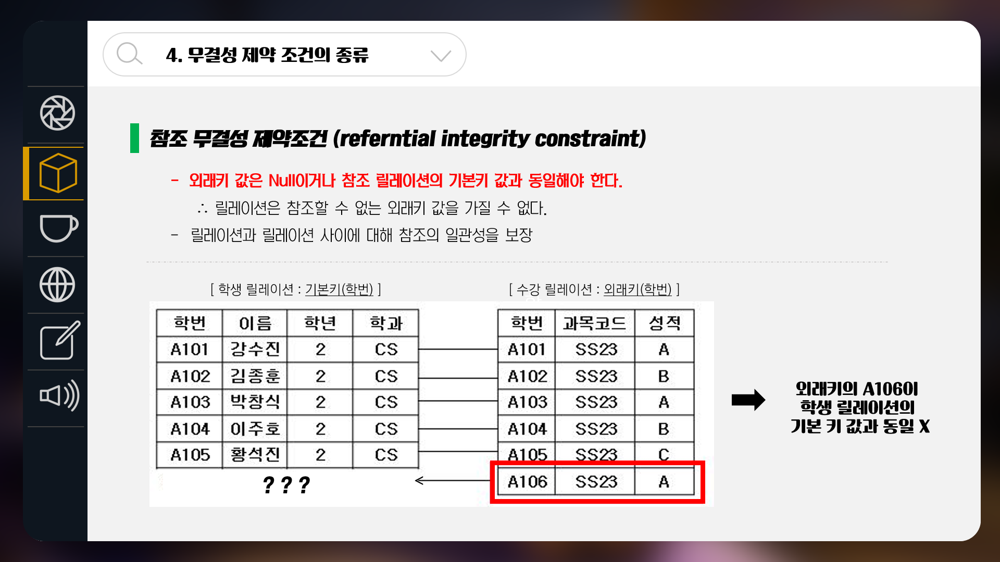 4. 무결성 제약 조건의 종류
참조 무결성 제약조건 (referntial integrity constraint)
- 외래키 값은 Null이거나 참조 릴레이션의 기본키 값과 동일해야 한다.
∴ 릴레이션은 참조할 수 없는 외래키 값을 가질 수 없다.
- 릴레이션과 릴레이션 사이에 대해 참조의 일관성을 보장
[ 학생 릴레이션 : 기본키(학번) ]
학번 이름 학년 학과
A101 강수진 2 CS
A102 김종훈 2 CS
A103 박창식 2 CS
A104 이주호 2 CS
A105 황석진 2 CS
? ? ?
[ 수강 릴레이션 : 외래키(학번) ]
학번 과목코드 성적
A101 SS23 A
A102 SS23 B
A103 SS23 A
A104 SS23 B
A105 SS23 C
A106 SS23 A
외래키의 A106이
학생 릴레이션의
기본 키 값과 동일 X